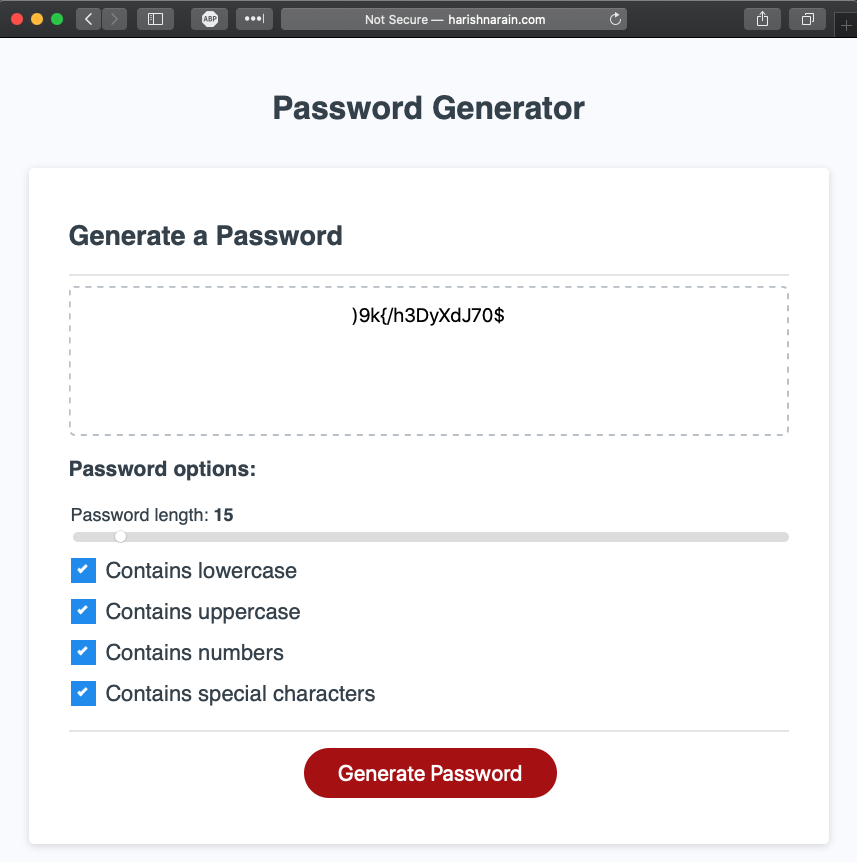 ABP
Not Secure — harishnarain.com
Password Generator
Generate a Password
)9k{/h3DyXdJ70$
Password options:
Password length: 15
Contains lowercase
Contains uppercase
Contains numbers
Contains special characters
Generate Password